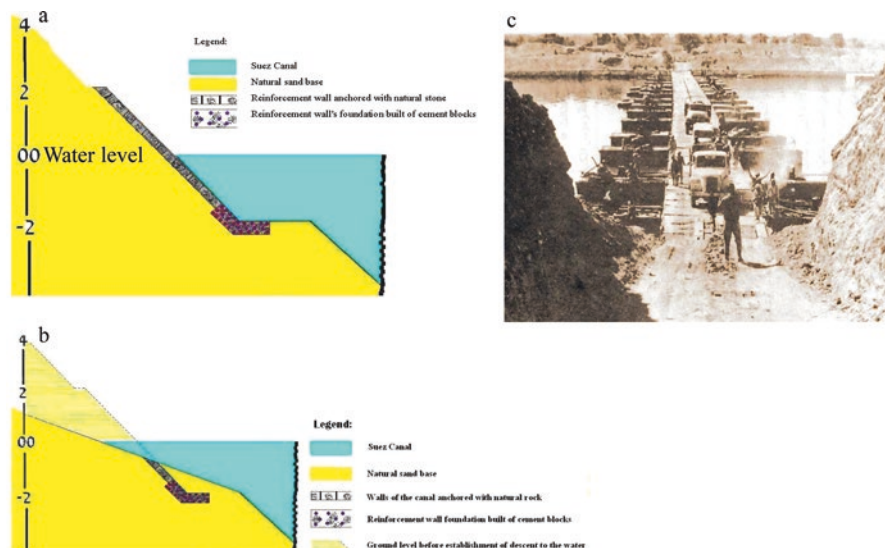 a
4
2
00 Water level
-2
Legend:
Suez Canal
Natural sand base
Reinforcement wall anchored with natural stone
Reinforcement wall's foundation built of cement blocks
c
b
4
2
00
-2
Legend:
Suez Canal
Natural sand base
Walls of the canal anchored with natural rock
Reinforcement wall foundation built of cement blocks
Ground level before establishment of descent to the water